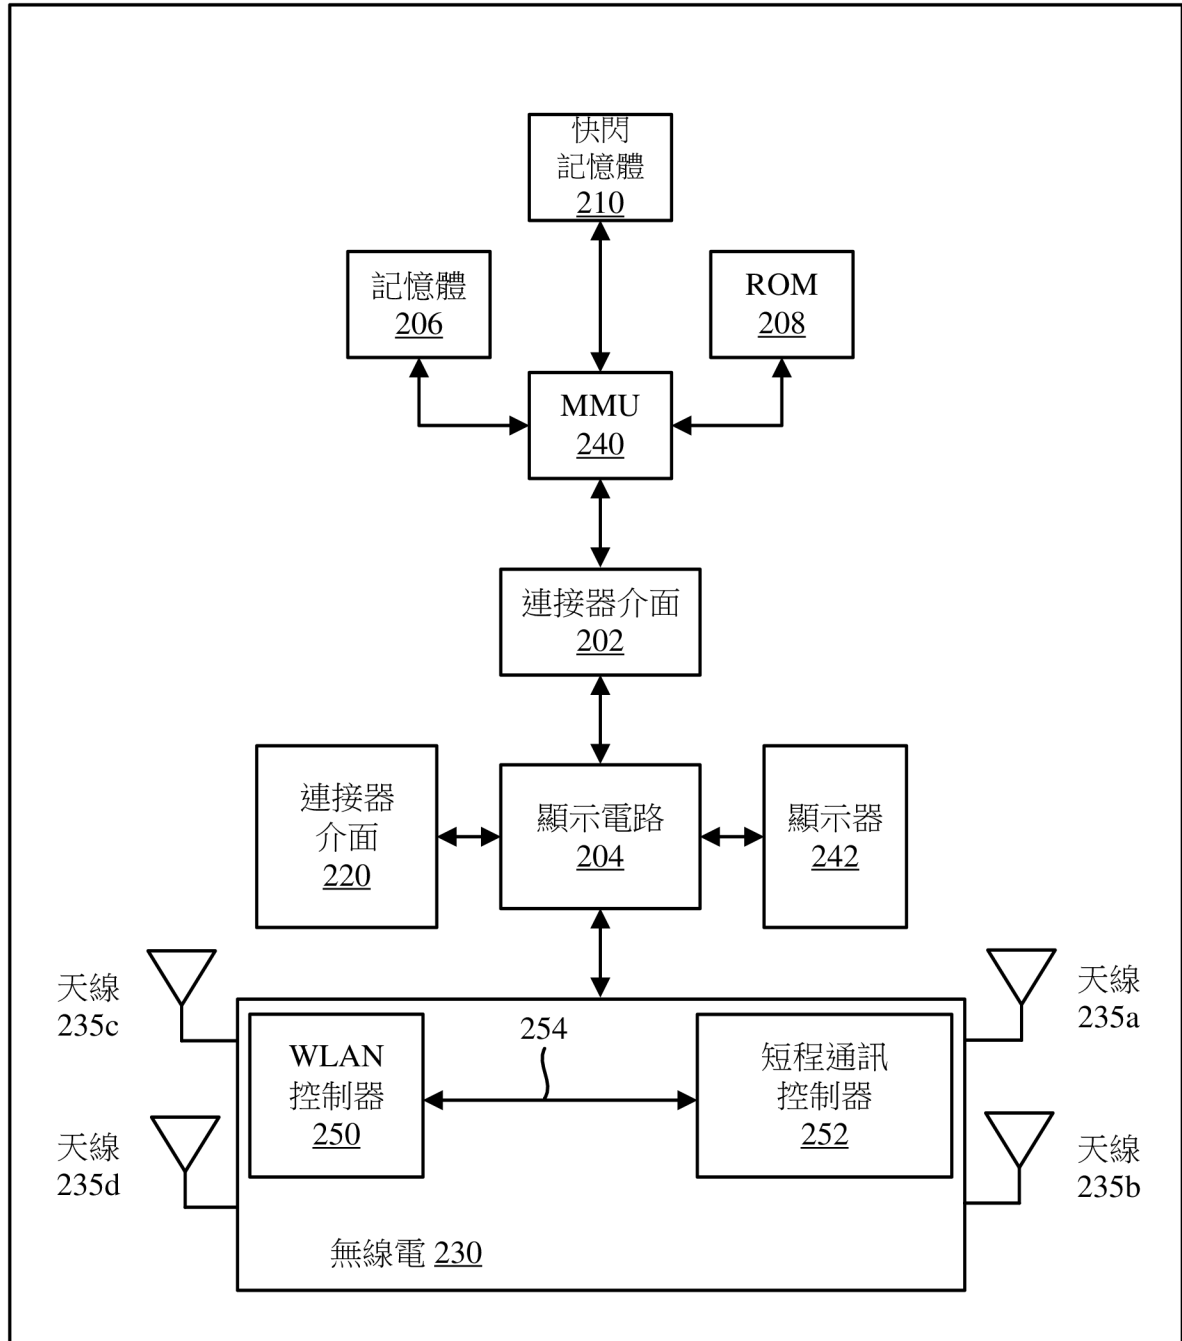 快閃
記憶體
210
記憶體
206
ROM
208
MMU
240
連接器介面
202
連接器
介面
220
顯示電路
204
顯示器
242
天線
235c
天線
235a
254
WLAN
控制器
250
短程通訊
控制器
252
天線
235d
天線
235b
無線電 230